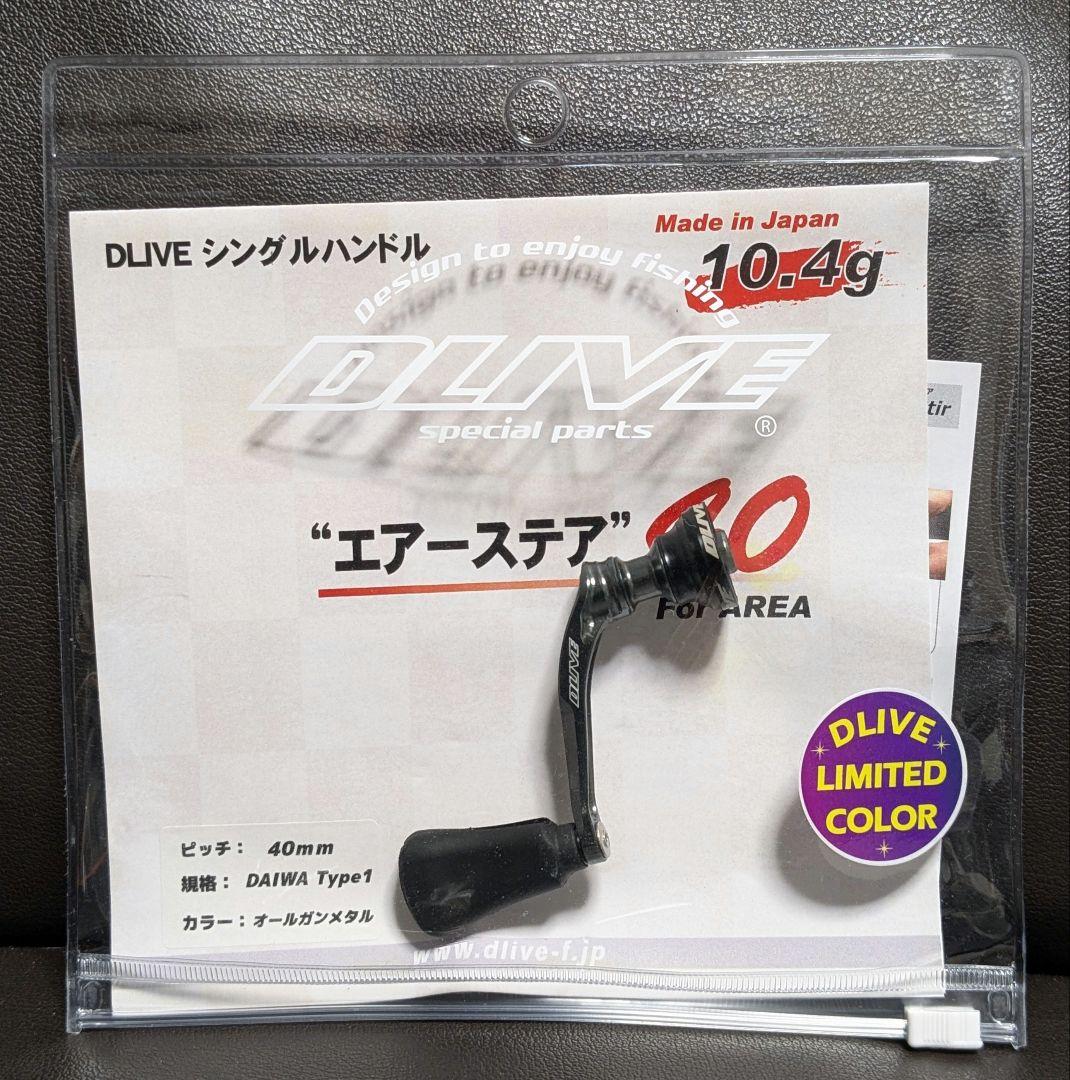 DLIVE シングルハンドル
Made in Japan
10.4g
Design to enjoy fishing
DLIVE
special parts ®
"エアーステア"
For AREA
DLIVE
DLIVE
DLIVE
LIMITED
COLOR
ピッチ： 40mm
規格： DAIWA Type1
カラー：オールガンメタル
www.dlive-f.jp